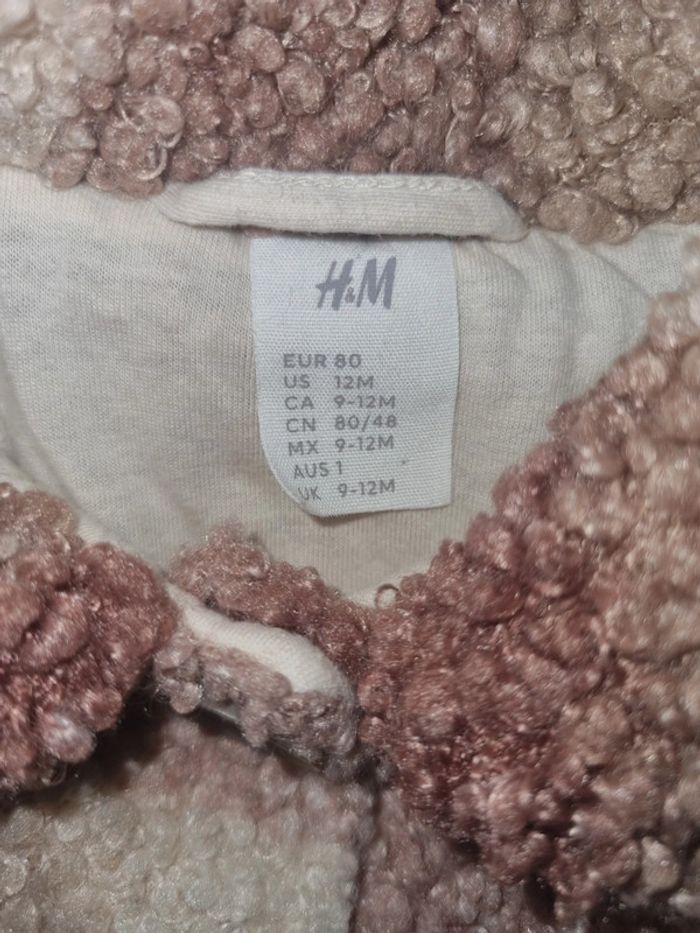 H&M
EUR 80
US 12M
CA 9-12M
CN 80/48
MX 9-12M
AUS 1
UK 9-12M